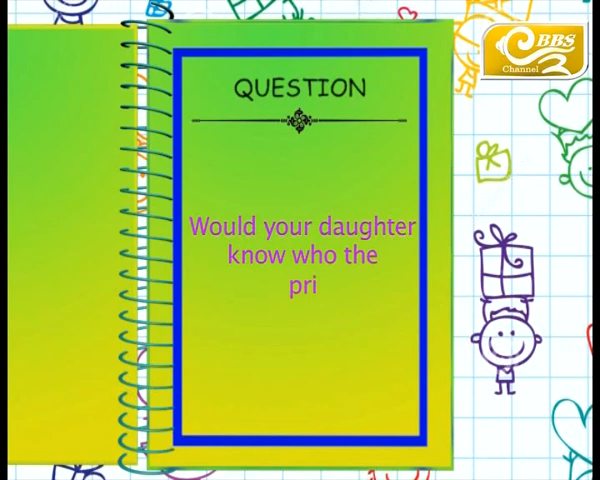 BBS
Channel 2
QUESTION
Would your daughter
know who the
pri